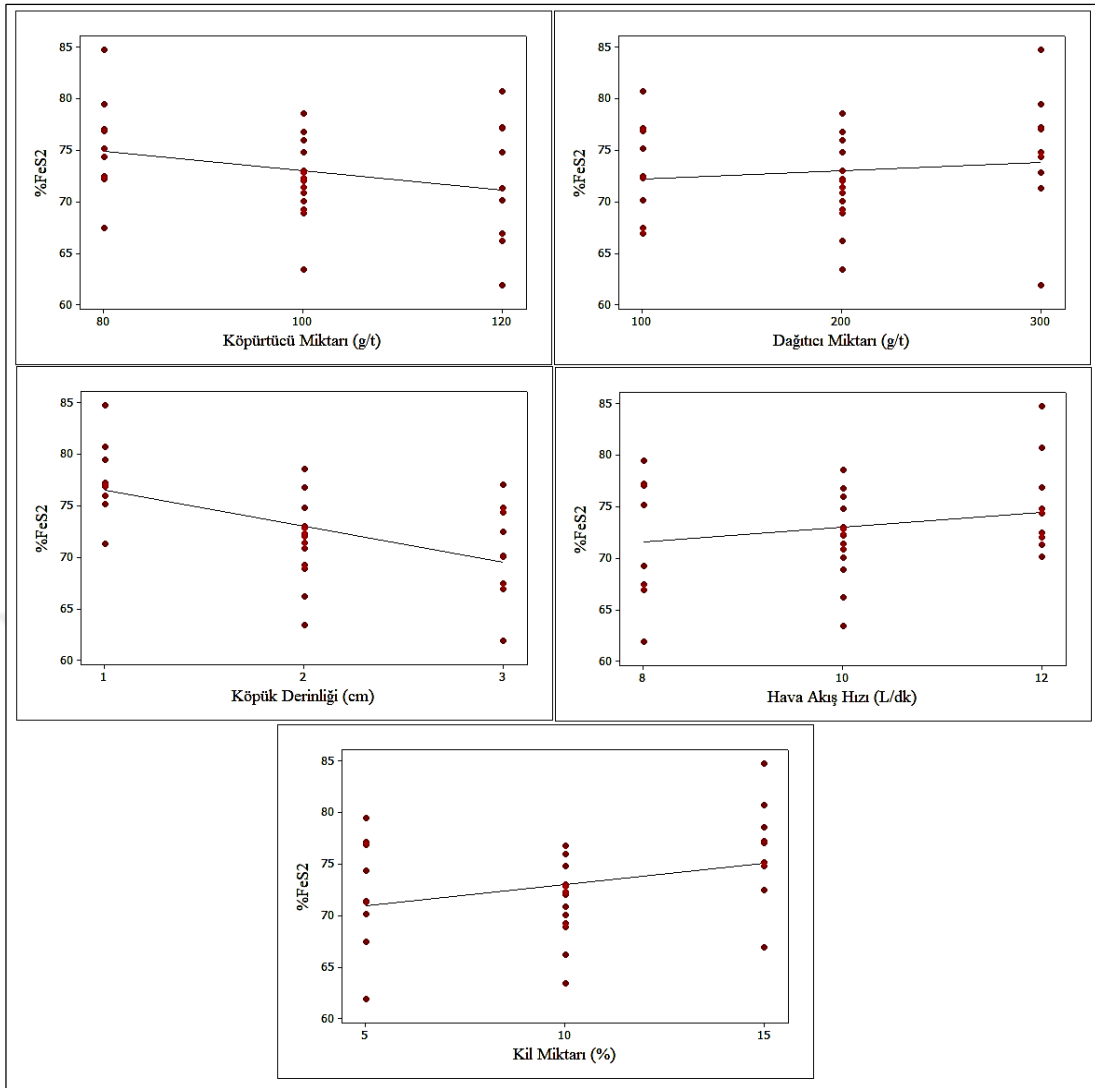 %FeS2
85
80
75
70
65
60
80 100 120
Köpürtücü Miktarı (g/t)
%FeS2
85
80
75
70
65
60
100 200 300
Dağıtıcı Miktarı (g/t)
%FeS2
85
80
75
70
65
60
1 2 3
Köpük Derinliği (cm)
%FeS2
85
80
75
70
65
60
8 10 12
Hava Akış Hızı (L/dk)
%FeS2
85
80
75
70
65
60
5 10 15
Kil Miktarı (%)